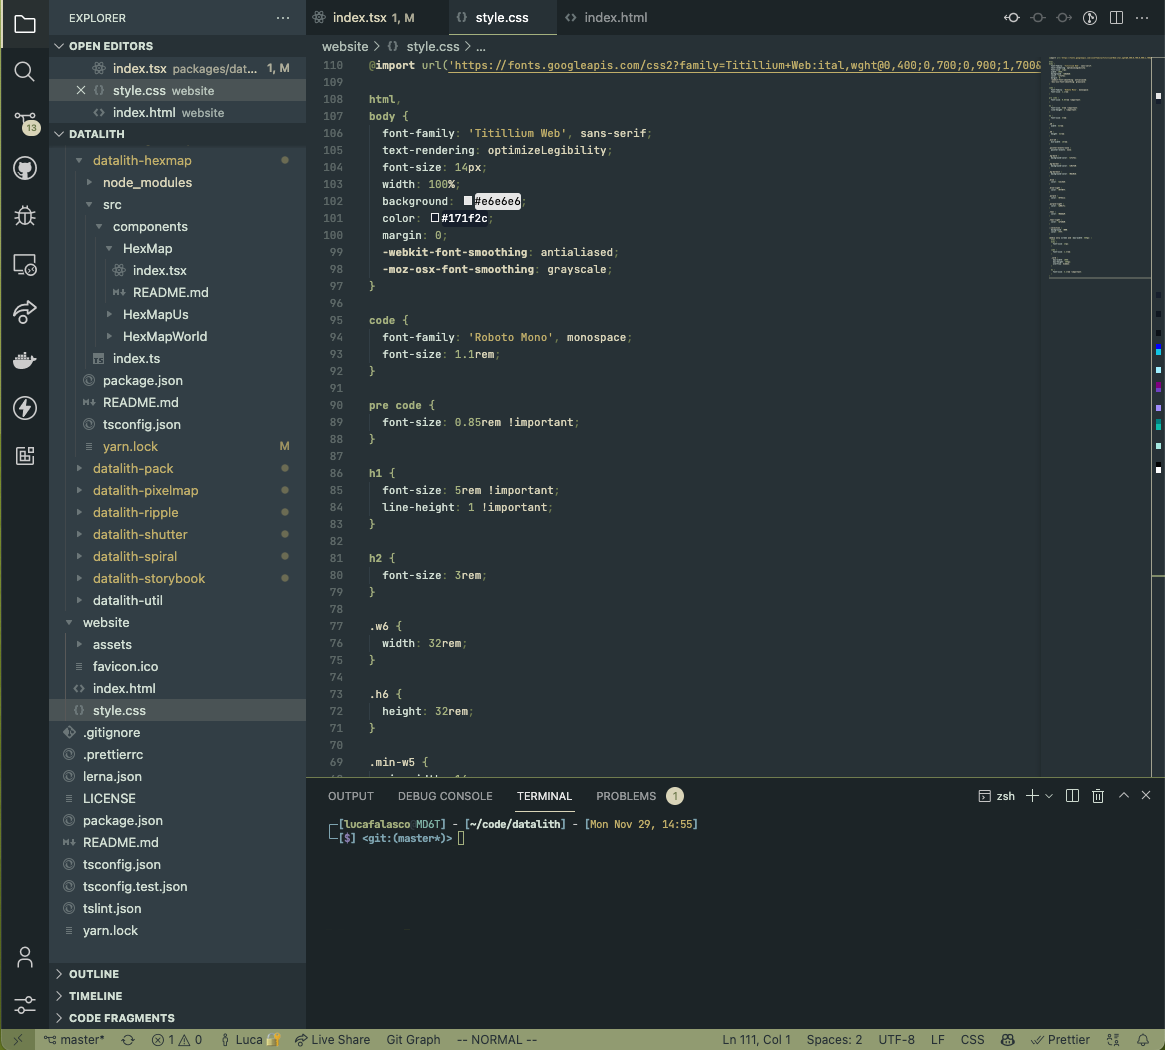 EXPLORER
OPEN EDITORS
index.tsx packages/dat... 1, M
style.css website
index.html website
13
DATALITH
datalith-hexmap
node_modules
src
components
HexMap
index.tsx
README.md
HexMapUs
HexMapWorld
index.ts
package.json
README.md
tsconfig.json
yarn.lock M
datalith-pack
datalith-pixelmap
datalith-ripple
datalith-shutter
datalith-spiral
datalith-storybook
datalith-util
website
assets
favicon.ico
index.html
style.css
.gitignore
.prettierrc
lerna.json
LICENSE
package.json
README.md
tsconfig.json
tsconfig.test.json
tslint.json
yarn.lock
OUTLINE
TIMELINE
CODE FRAGMENTS
index.tsx 1, M
{} style.css
<> index.html
website > {} style.css > ...
110 @import url('https://fonts.googleapis.com/css2?family=Titillium+Web:ital,wght@0,400;0,700;0,900;1,700&
109
108 html,
107 body {
106 font-family: 'Titillium Web', sans-serif;
105 text-rendering: optimizeLegibility;
104 font-size: 14px;
103 width: 100%;
102 background: #e6e6e6;
101 color: #171f2c;
100 margin: 0;
99 -webkit-font-smoothing: antialiased;
98 -moz-osx-font-smoothing: grayscale;
97 }
96
95 code {
94 font-family: 'Roboto Mono', monospace;
93 font-size: 1.1rem;
92 }
91
90 pre code {
89 font-size: 0.85rem !important;
88 }
87
86 h1 {
85 font-size: 5rem !important;
84 line-height: 1 !important;
83 }
82
81 h2 {
80 font-size: 3rem;
79 }
78
77 .w6 {
76 width: 32rem;
75 }
74
73 .h6 {
72 height: 32rem;
71 }
70
69 .min-w5 {
OUTPUT DEBUG CONSOLE TERMINAL PROBLEMS 1
zsh
[lucafalasco MD6T] - [~/code/datalith] - [Mon Nov 29, 14:55]
[$] <git:(master*)>
master* 1 0 Luca Live Share Git Graph -- NORMAL -- Ln 111, Col 1 Spaces: 2 UTF-8 LF CSS Prettier